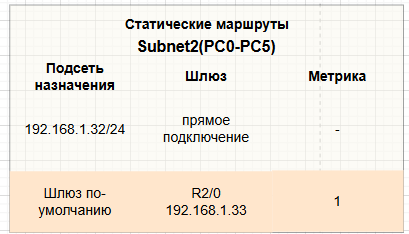 Статические маршруты
Subnet2(PC0-PC5)
Подсеть назначения Шлюз Метрика
192.168.1.32/24 прямое подключение -
Шлюз по-умолчанию R2/0 192.168.1.33 1